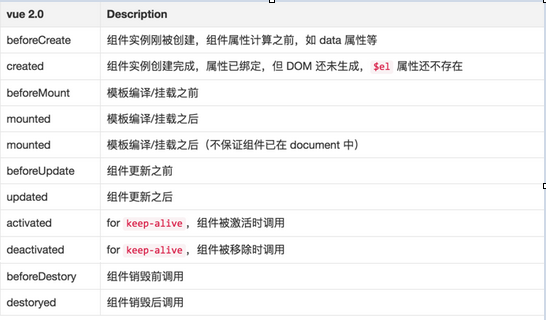 vue 2.0 Description
beforeCreate 组件实例刚被创建，组件属性计算之前，如 data 属性等
created 组件实例创建完成，属性已绑定，但 DOM 还未生成，$el 属性还不存在
beforeMount 模板编译/挂载之前
mounted 模板编译/挂载之后
mounted 模板编译/挂载之后（不保证组件已在 document 中）
beforeUpdate 组件更新之前
updated 组件更新之后
activated for keep-alive，组件被激活时调用
deactivated for keep-alive，组件被移除时调用
beforeDestory 组件销毁前调用
destoryed 组件销毁后调用